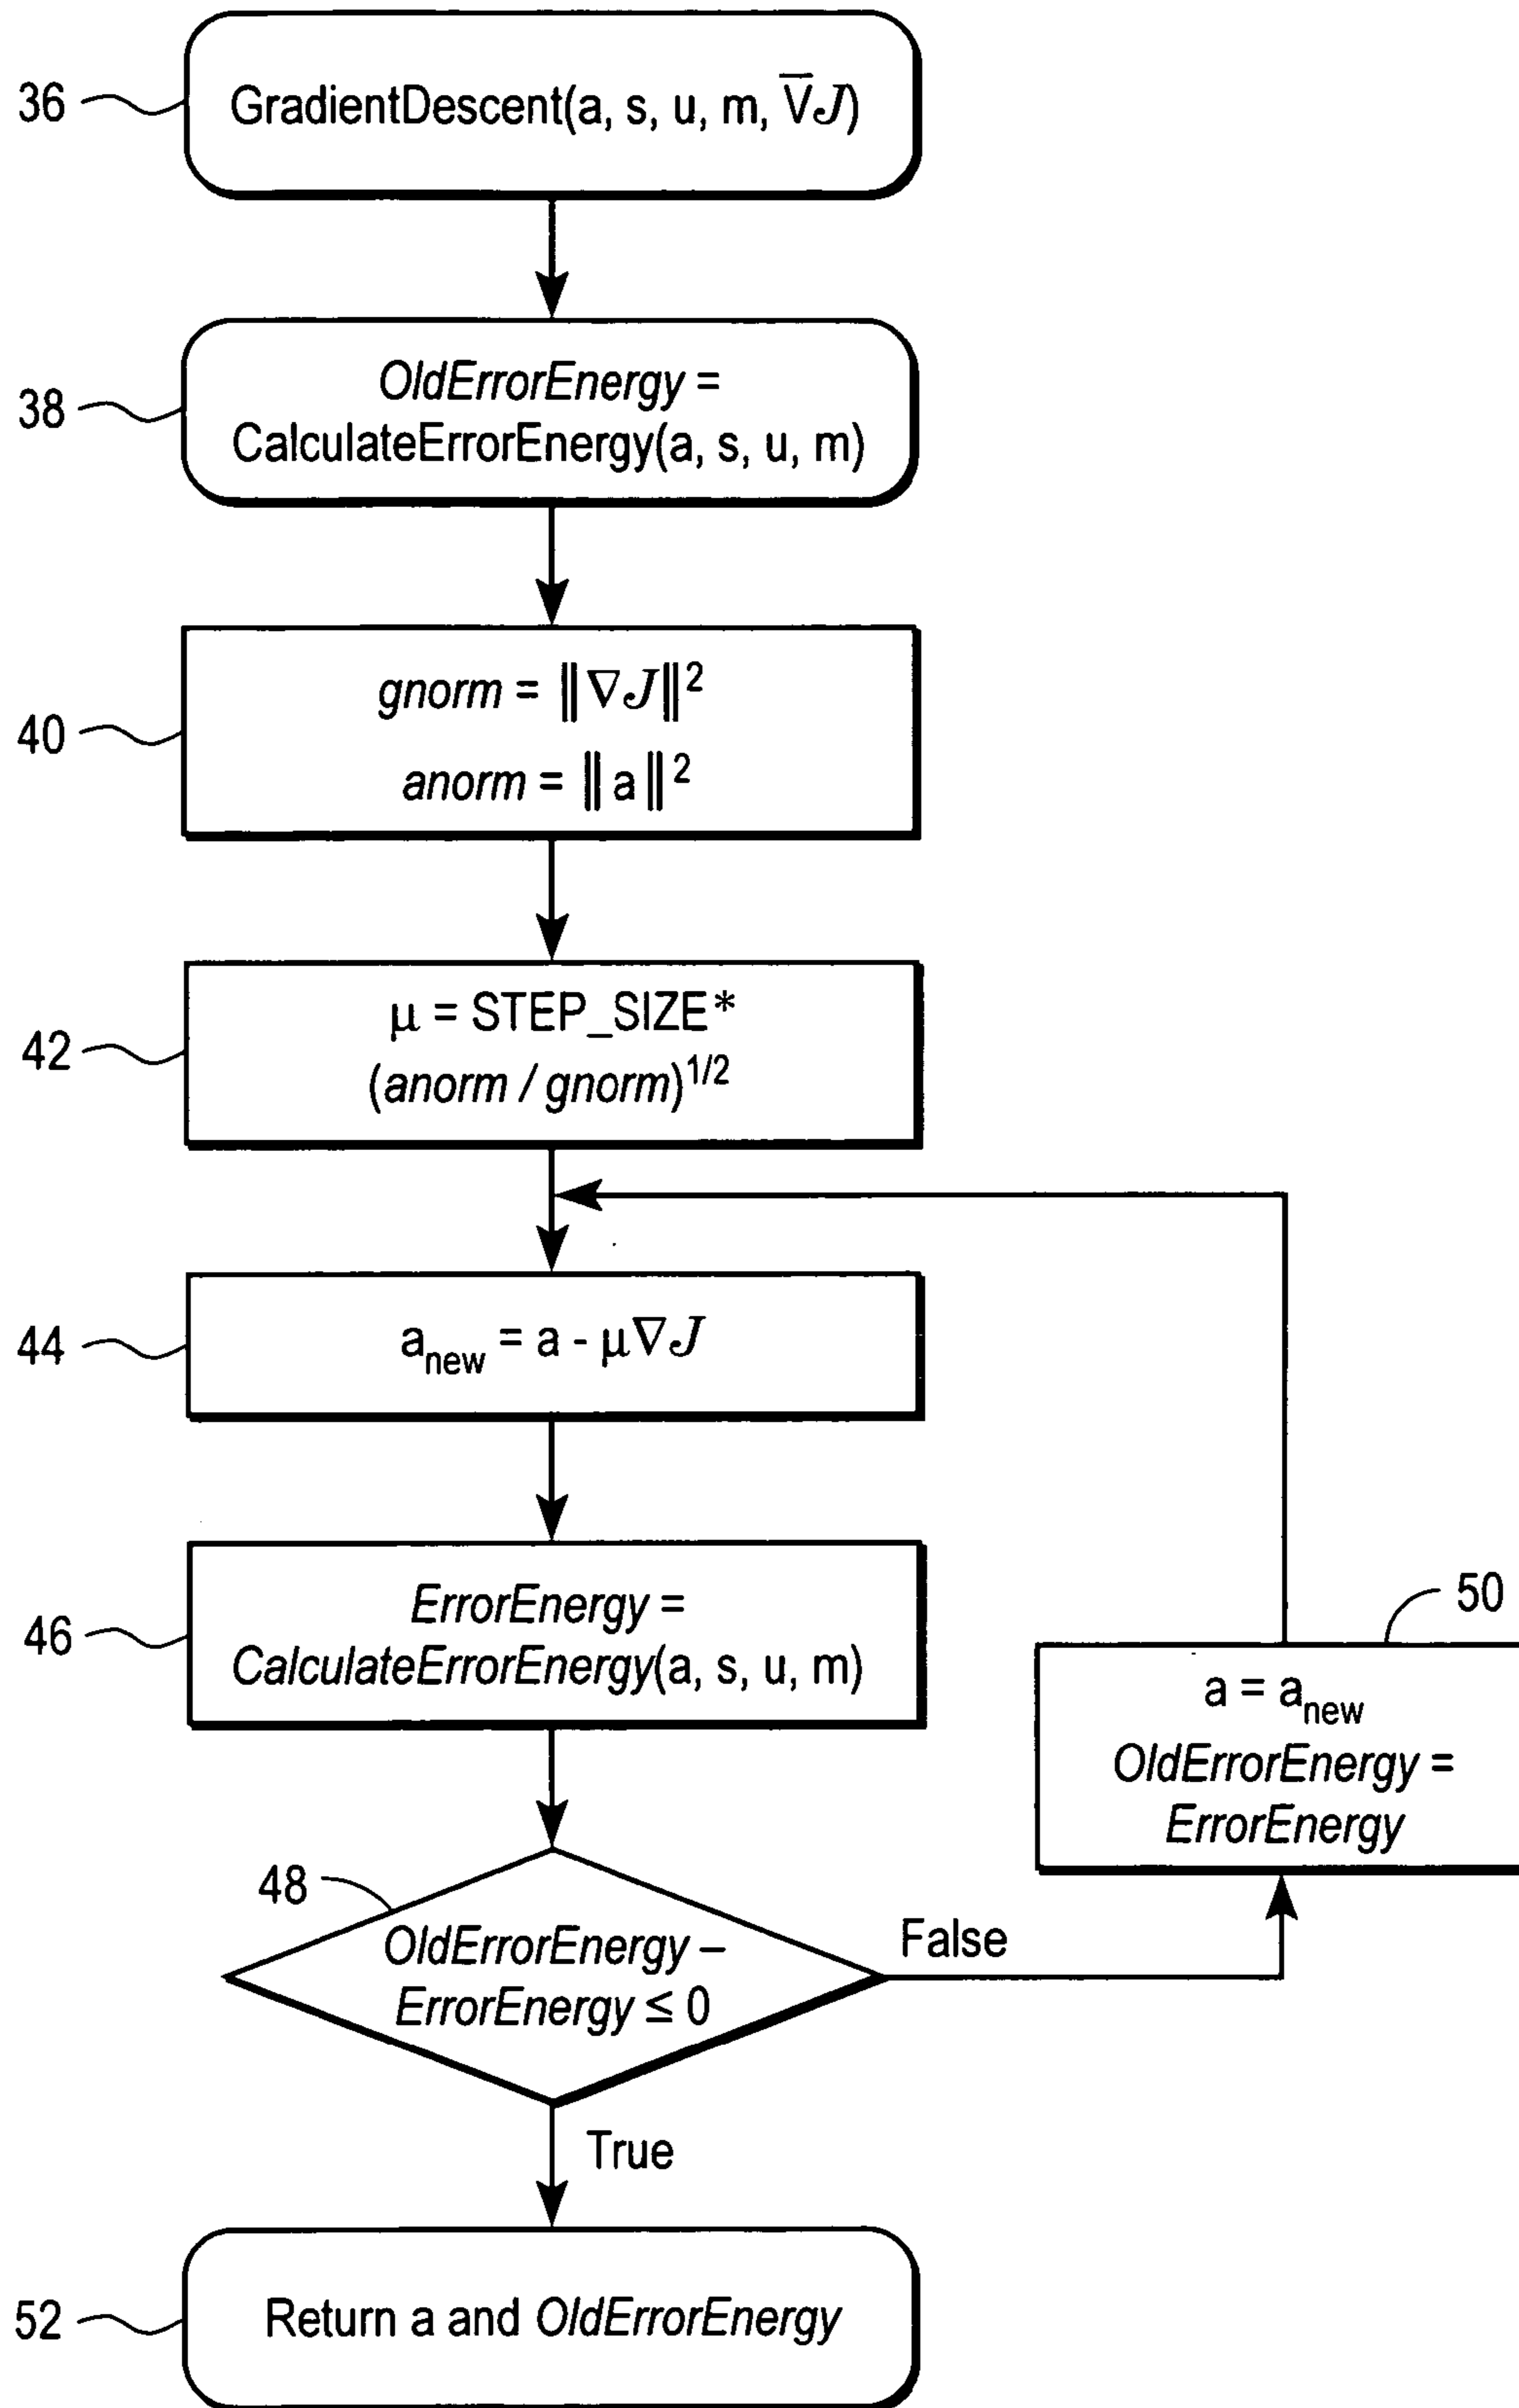 36
GradientDescent(a, s, u, m, V̅J)
38
OldErrorEnergy =
CalculateErrorEnergy(a, s, u, m)
40
gnorm = ‖∇J‖²
anorm = ‖a‖²
42
μ = STEP_SIZE*
(anorm / gnorm)^1/2
44
a_new = a - μ∇J
46
ErrorEnergy =
CalculateErrorEnergy(a, s, u, m)
50
a = a_new
OldErrorEnergy =
ErrorEnergy
48
OldErrorEnergy –
ErrorEnergy ≤ 0
False
True
52
Return a and OldErrorEnergy